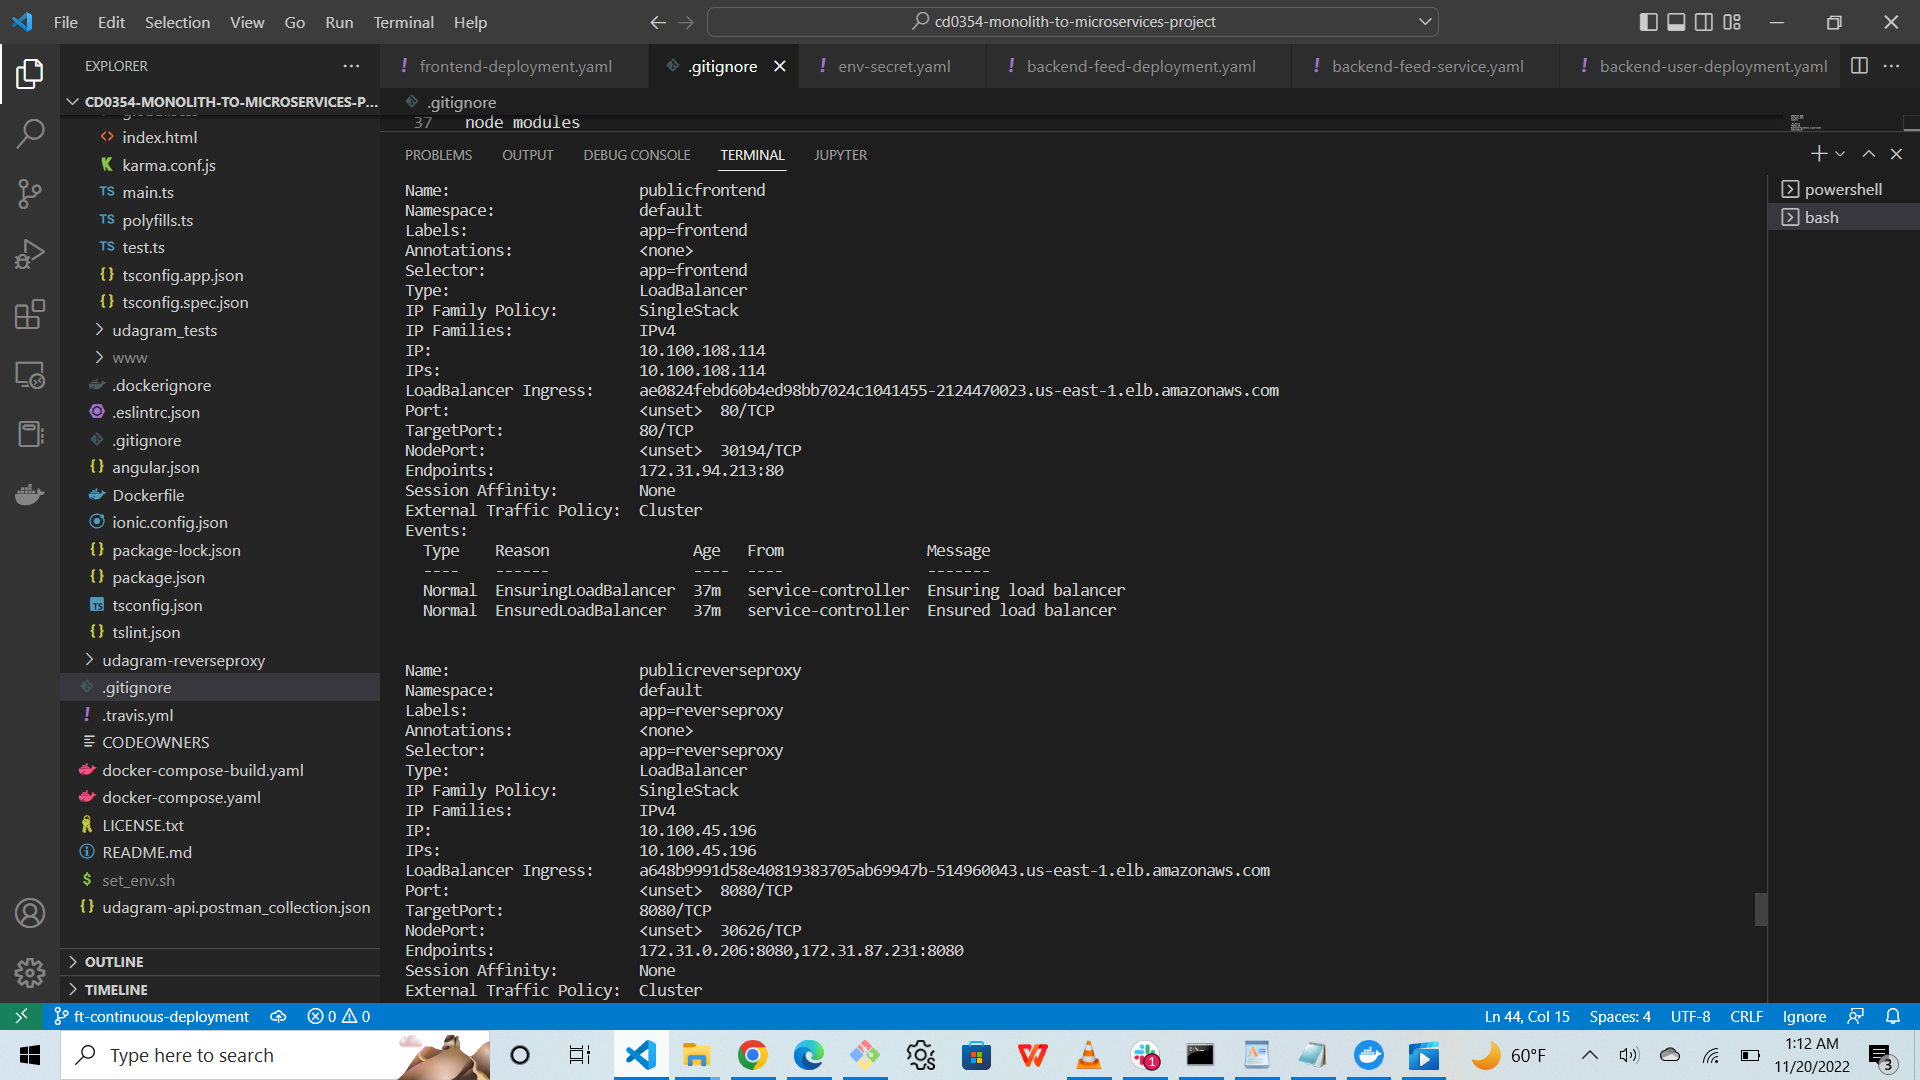 File Edit Selection View Go Run Terminal Help
cd0354-monolith-to-microservices-project
EXPLORER
frontend-deployment.yaml
.gitignore
env-secret.yaml
backend-feed-deployment.yaml
backend-feed-service.yaml
backend-user-deployment.yaml
CD0354-MONOLITH-TO-MICROSERVICES-P...
index.html
karma.conf.js
TS main.ts
TS polyfills.ts
TS test.ts
tsconfig.app.json
tsconfig.spec.json
udagram_tests
www
.dockerignore
.eslintrc.json
.gitignore
angular.json
Dockerfile
ionic.config.json
package-lock.json
package.json
tsconfig.json
tslint.json
udagram-reverseproxy
.gitignore
.travis.yml
CODEOWNERS
docker-compose-build.yaml
docker-compose.yaml
LICENSE.txt
README.md
set_env.sh
udagram-api.postman_collection.json
OUTLINE
TIMELINE
.gitignore
37 node modules
PROBLEMS OUTPUT DEBUG CONSOLE TERMINAL JUPYTER
powershell
bash
Name: publicfrontend
Namespace: default
Labels: app=frontend
Annotations: <none>
Selector: app=frontend
Type: LoadBalancer
IP Family Policy: SingleStack
IP Families: IPv4
IP: 10.100.108.114
IPs: 10.100.108.114
LoadBalancer Ingress: ae0824febd60b4ed98bb7024c1041455-2124470023.us-east-1.elb.amazonaws.com
Port: <unset> 80/TCP
TargetPort: 80/TCP
NodePort: <unset> 30194/TCP
Endpoints: 172.31.94.213:80
Session Affinity: None
External Traffic Policy: Cluster
Events:
Type Reason Age From Message
---- ------ ---- ---- -------
Normal EnsuringLoadBalancer 37m service-controller Ensuring load balancer
Normal EnsuredLoadBalancer 37m service-controller Ensured load balancer
Name: publicreverseproxy
Namespace: default
Labels: app=reverseproxy
Annotations: <none>
Selector: app=reverseproxy
Type: LoadBalancer
IP Family Policy: SingleStack
IP Families: IPv4
IP: 10.100.45.196
IPs: 10.100.45.196
LoadBalancer Ingress: a648b9991d58e40819383705ab69947b-514960043.us-east-1.elb.amazonaws.com
Port: <unset> 8080/TCP
TargetPort: 8080/TCP
NodePort: <unset> 30626/TCP
Endpoints: 172.31.0.206:8080,172.31.87.231:8080
Session Affinity: None
External Traffic Policy: Cluster
ft-continuous-deployment 0 0
Ln 44, Col 15 Spaces: 4 UTF-8 CRLF Ignore
Type here to search
1
60°F
1:12 AM
11/20/2022
3